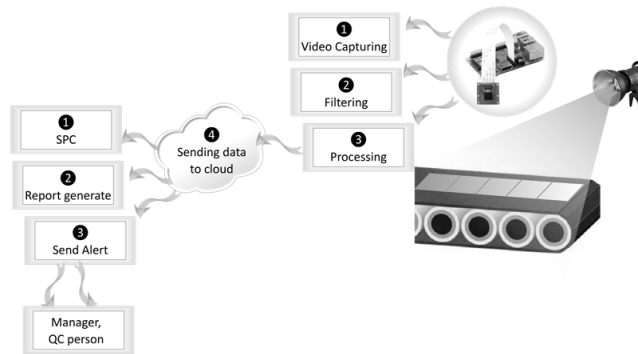 1
Video Capturing
2
Filtering
3
Processing
4
Sending data
to cloud
1
SPC
2
Report generate
3
Send Alert
Manager,
QC person